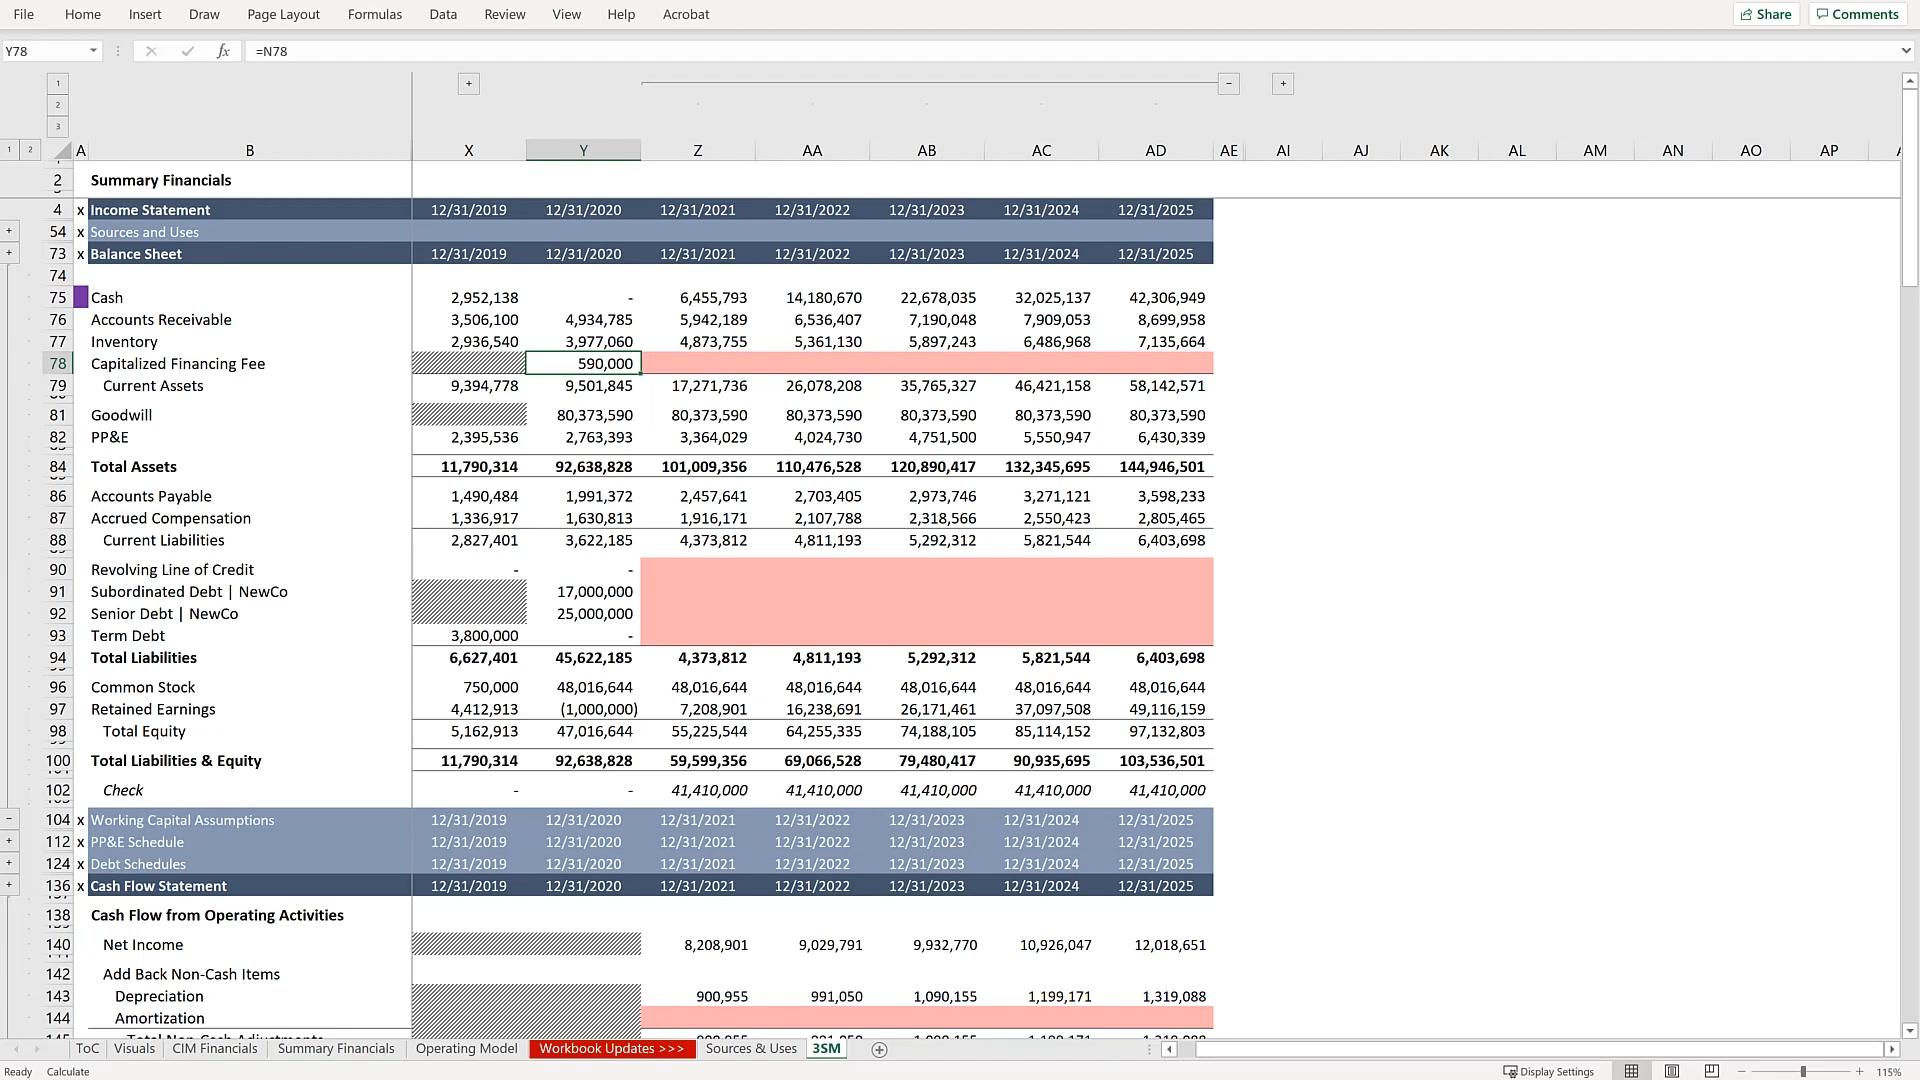 File Home Insert Draw Page Layout Formulas Data Review View Help Acrobat Share Comments
Y78 fx =N78
1 + - +
2
3
1 2 A B X Y Z AA AB AC AD AE AI AJ AK AL AM AN AO AP
2 Summary Financials
4 x Income Statement 12/31/2019 12/31/2020 12/31/2021 12/31/2022 12/31/2023 12/31/2024 12/31/2025
+ 54 x Sources and Uses
+ 73 x Balance Sheet 12/31/2019 12/31/2020 12/31/2021 12/31/2022 12/31/2023 12/31/2024 12/31/2025
74
75 Cash 2,952,138 - 6,455,793 14,180,670 22,678,035 32,025,137 42,306,949
76 Accounts Receivable 3,506,100 4,934,785 5,942,189 6,536,407 7,190,048 7,909,053 8,699,958
77 Inventory 2,936,540 3,977,060 4,873,755 5,361,130 5,897,243 6,486,968 7,135,664
78 Capitalized Financing Fee 590,000
79 Current Assets 9,394,778 9,501,845 17,271,736 26,078,208 35,765,327 46,421,158 58,142,571
81 Goodwill 80,373,590 80,373,590 80,373,590 80,373,590 80,373,590 80,373,590
82 PP&E 2,395,536 2,763,393 3,364,029 4,024,730 4,751,500 5,550,947 6,430,339
84 Total Assets 11,790,314 92,638,828 101,009,356 110,476,528 120,890,417 132,345,695 144,946,501
86 Accounts Payable 1,490,484 1,991,372 2,457,641 2,703,405 2,973,746 3,271,121 3,598,233
87 Accrued Compensation 1,336,917 1,630,813 1,916,171 2,107,788 2,318,566 2,550,423 2,805,465
88 Current Liabilities 2,827,401 3,622,185 4,373,812 4,811,193 5,292,312 5,821,544 6,403,698
90 Revolving Line of Credit - -
91 Subordinated Debt | NewCo 17,000,000
92 Senior Debt | NewCo 25,000,000
93 Term Debt 3,800,000 -
94 Total Liabilities 6,627,401 45,622,185 4,373,812 4,811,193 5,292,312 5,821,544 6,403,698
96 Common Stock 750,000 48,016,644 48,016,644 48,016,644 48,016,644 48,016,644 48,016,644
97 Retained Earnings 4,412,913 (1,000,000) 7,208,901 16,238,691 26,171,461 37,097,508 49,116,159
98 Total Equity 5,162,913 47,016,644 55,225,544 64,255,335 74,188,105 85,114,152 97,132,803
100 Total Liabilities & Equity 11,790,314 92,638,828 59,599,356 69,066,528 79,480,417 90,935,695 103,536,501
102 Check - - 41,410,000 41,410,000 41,410,000 41,410,000 41,410,000
- 104 x Working Capital Assumptions 12/31/2019 12/31/2020 12/31/2021 12/31/2022 12/31/2023 12/31/2024 12/31/2025
+ 112 x PP&E Schedule 12/31/2019 12/31/2020 12/31/2021 12/31/2022 12/31/2023 12/31/2024 12/31/2025
+ 124 x Debt Schedules 12/31/2019 12/31/2020 12/31/2021 12/31/2022 12/31/2023 12/31/2024 12/31/2025
+ 136 x Cash Flow Statement 12/31/2019 12/31/2020 12/31/2021 12/31/2022 12/31/2023 12/31/2024 12/31/2025
138 Cash Flow from Operating Activities
140 Net Income 8,208,901 9,029,791 9,932,770 10,926,047 12,018,651
142 Add Back Non-Cash Items
143 Depreciation 900,955 991,050 1,090,155 1,199,171 1,319,088
144 Amortization
ToC Visuals CIM Financials Summary Financials Operating Model Workbook Updates >>> Sources & Uses 3SM
Ready Calculate Display Settings 115%